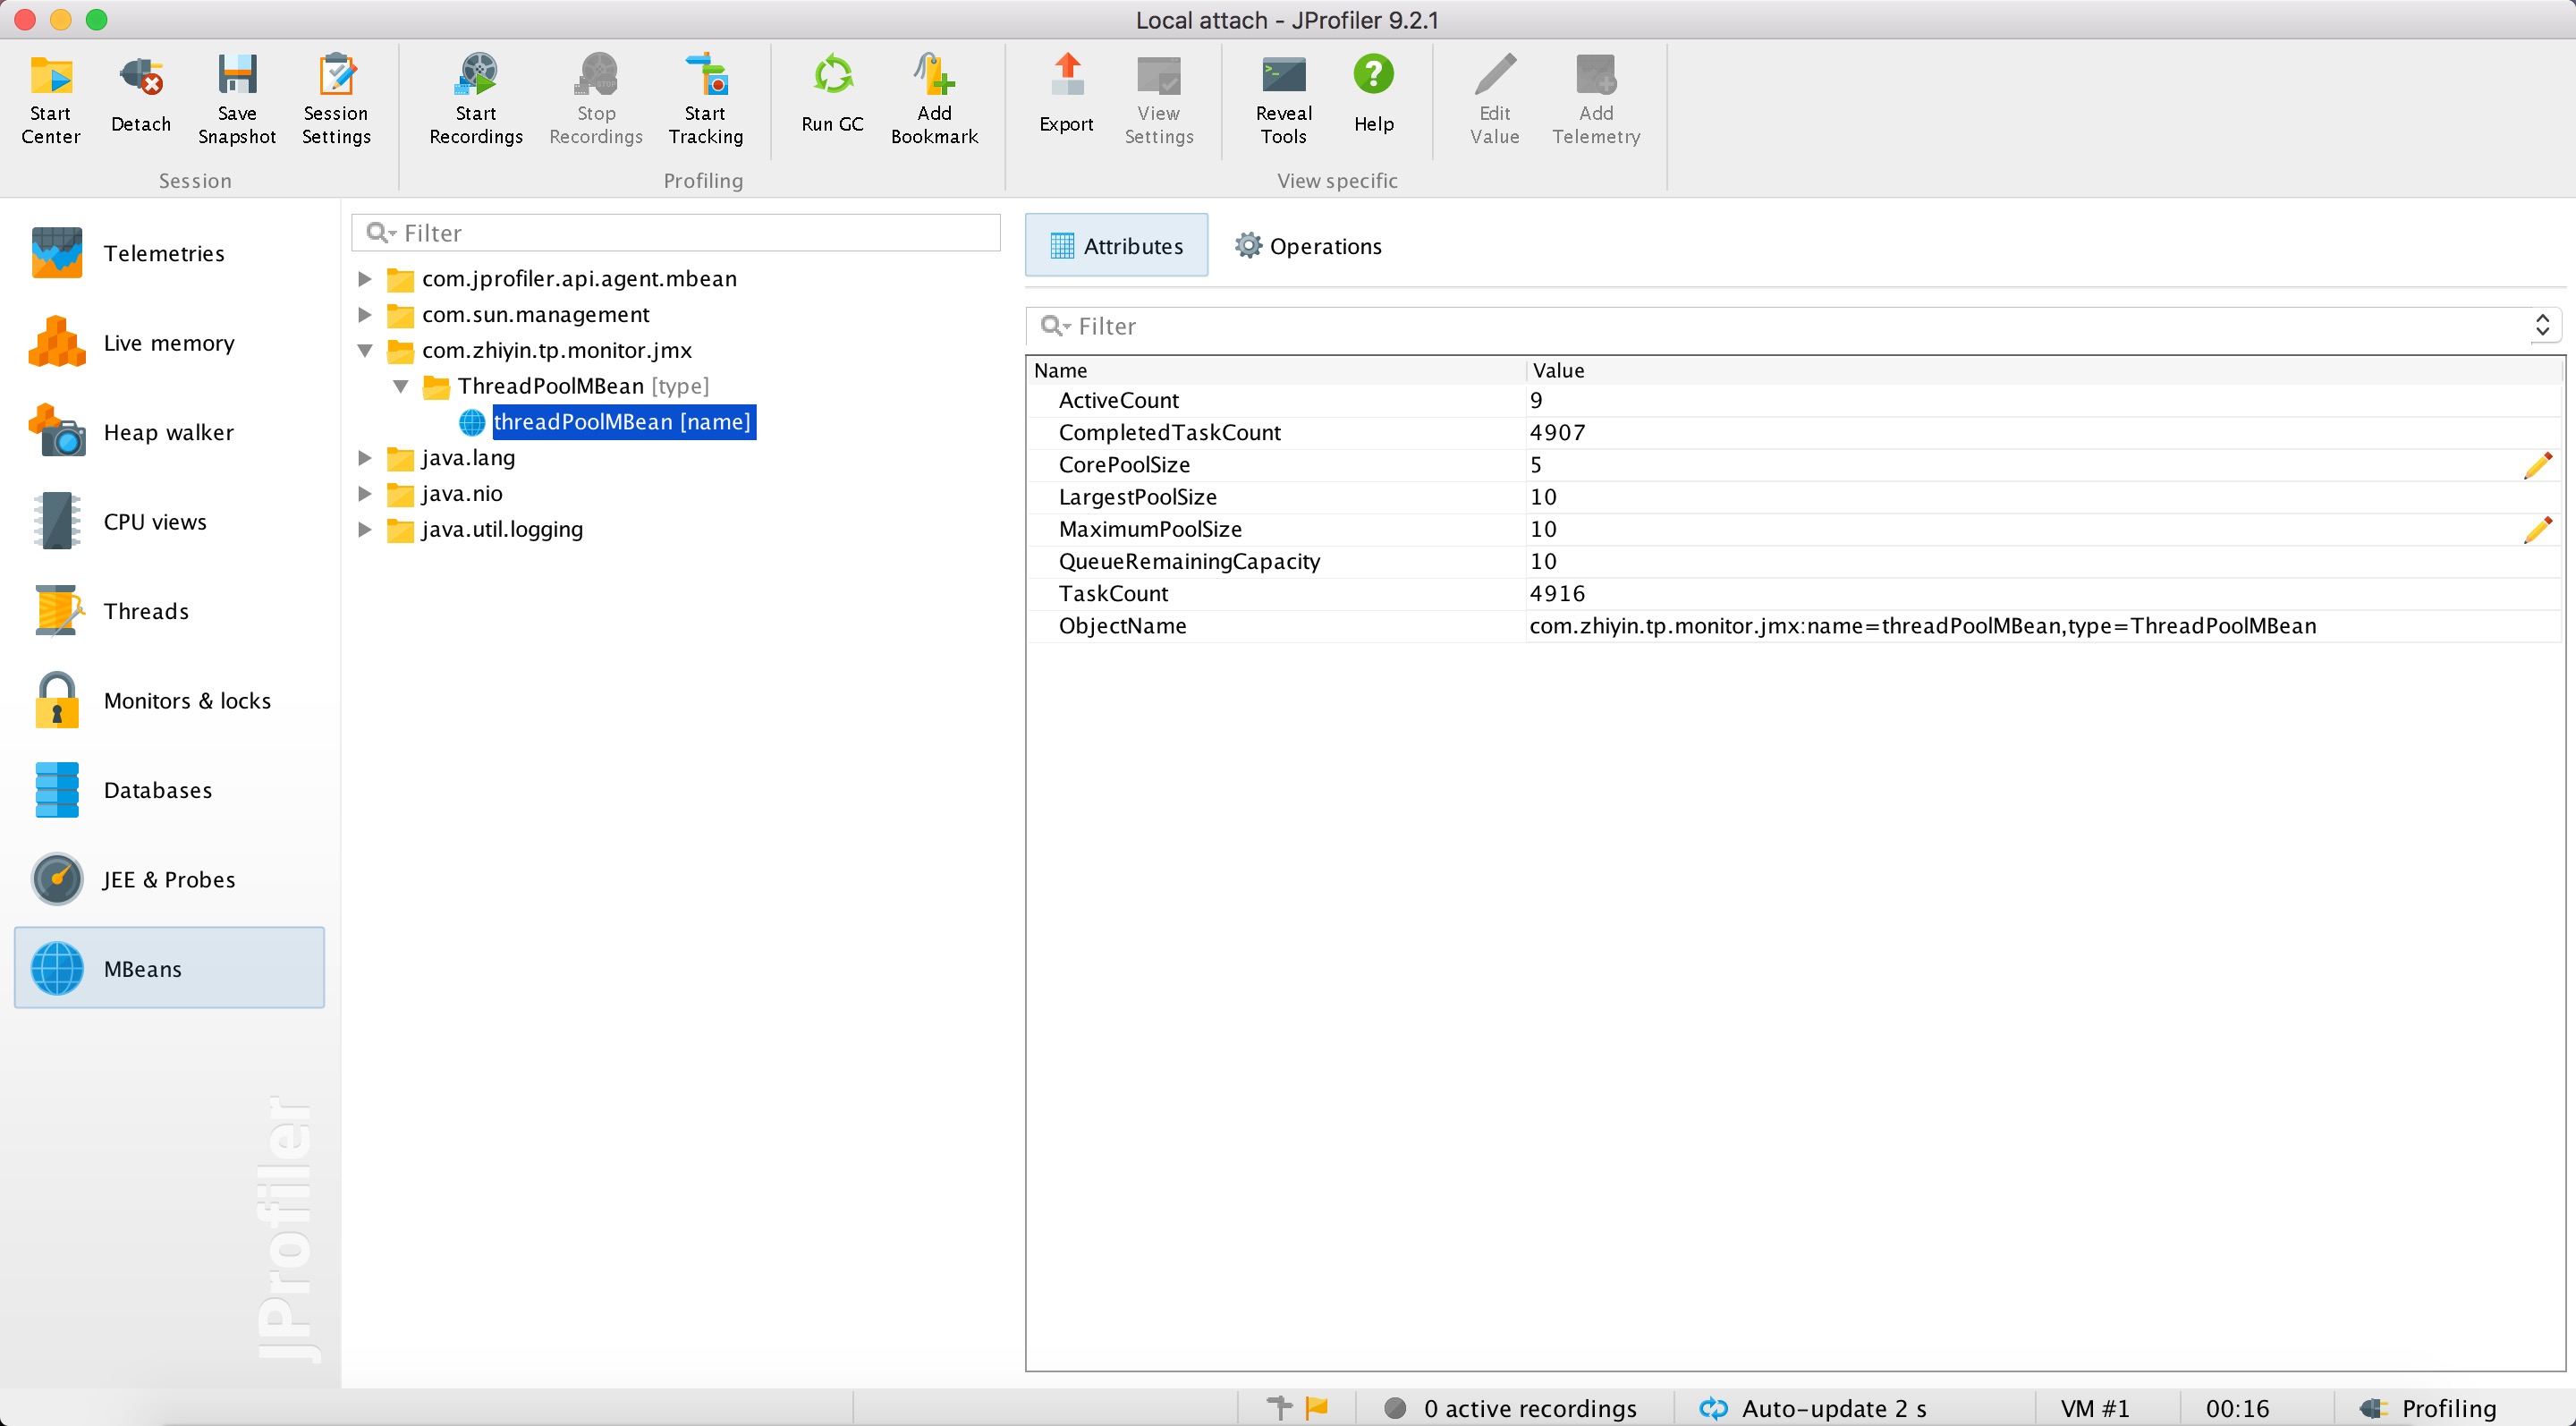 Local attach - JProfiler 9.2.1
Start Center
Detach
Save Snapshot
Session Settings
Start Recordings
Stop Recordings
Start Tracking
Run GC
Add Bookmark
Export
View Settings
Reveal Tools
Help
Edit Value
Add Telemetry
Session
Profiling
View specific
Telemetries
Live memory
Heap walker
CPU views
Threads
Monitors & locks
Databases
JEE & Probes
MBeans
JProfiler
Filter
com.jprofiler.api.agent.mbean
com.sun.management
com.zhiyin.tp.monitor.jmx
ThreadPoolMBean [type]
threadPoolMBean [name]
java.lang
java.nio
java.util.logging
Attributes
Operations
Filter
Name Value
ActiveCount 9
CompletedTaskCount 4907
CorePoolSize 5
LargestPoolSize 10
MaximumPoolSize 10
QueueRemainingCapacity 10
TaskCount 4916
ObjectName com.zhiyin.tp.monitor.jmx:name=threadPoolMBean,type=ThreadPoolMBean
0 active recordings
Auto-update 2 s
VM #1
00:16
Profiling